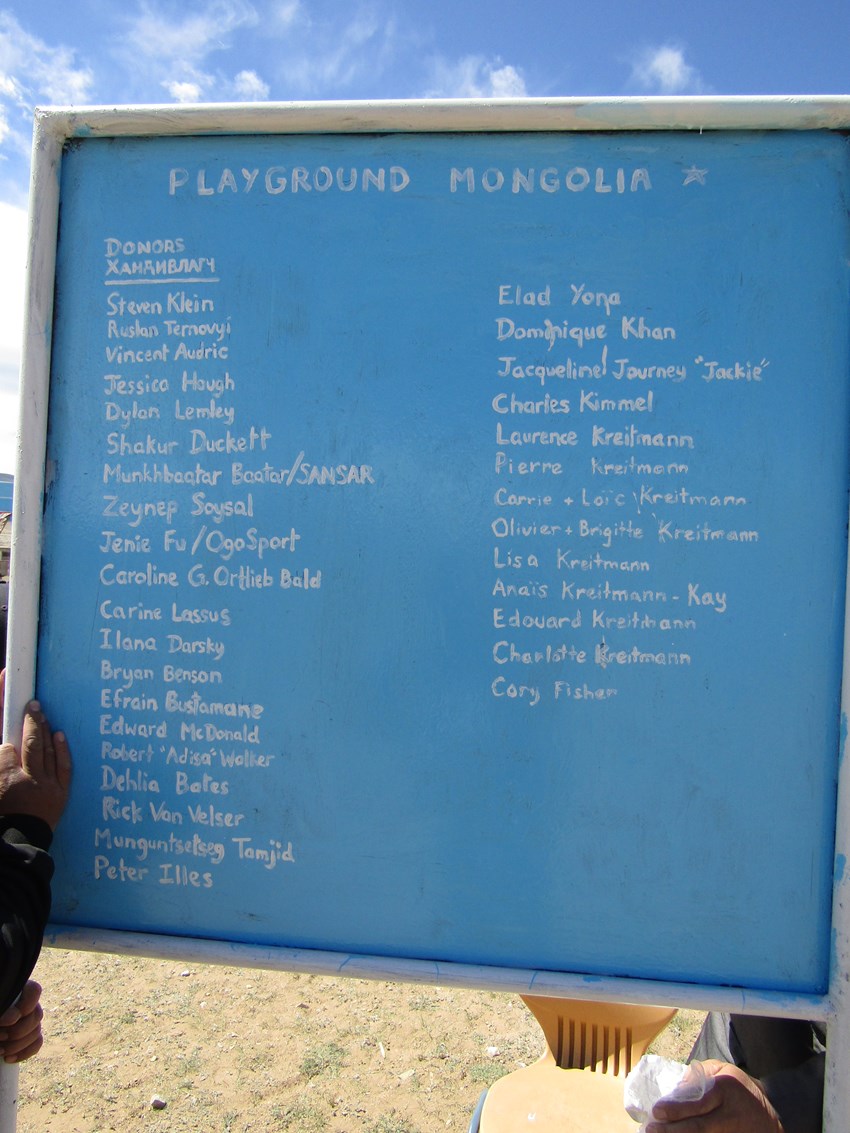 PLAYGROUND MONGOLIA
DONORS
ХАНДИВЛАГЧ
Steven Klein
Ruslan Ternovyi
Vincent Audric
Jessica Hough
Dylan Lemley
Shakur Duckett
Munkhbaatar Baatar/SANSAR
Zeynep Soysal
Jenie Fu/OgoSport
Caroline G. Ortlieb Bald
Carine Lassus
Ilana Darsky
Bryan Benson
Efrain Bustamane
Edward McDonald
Robert "Adisa" Walker
Dehlia Bates
Rick Van Velser
Munguntsetseg Tamjid
Peter Illes
Elad Yona
Dominique Khan
Jacqueline Journey "Jackie"
Charles Kimmel
Laurence Kreitmann
Pierre Kreitmann
Carrie + Loïc Kreitmann
Olivier + Brigitte Kreitmann
Lisa Kreitmann
Anaïs Kreitmann-Kay
Edouard Kreitmann
Charlotte Kreitmann
Cory Fisher